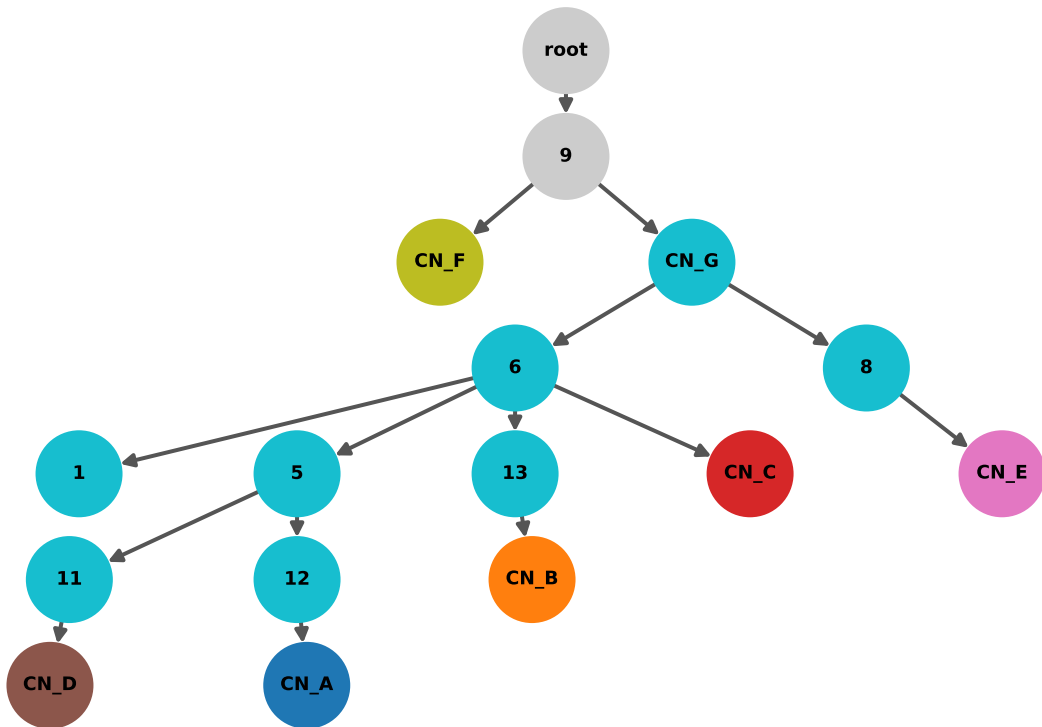 root
9
CN_F
CN_G
6
8
1
5
13
CN_C
CN_E
11
12
CN_B
CN_D
CN_A